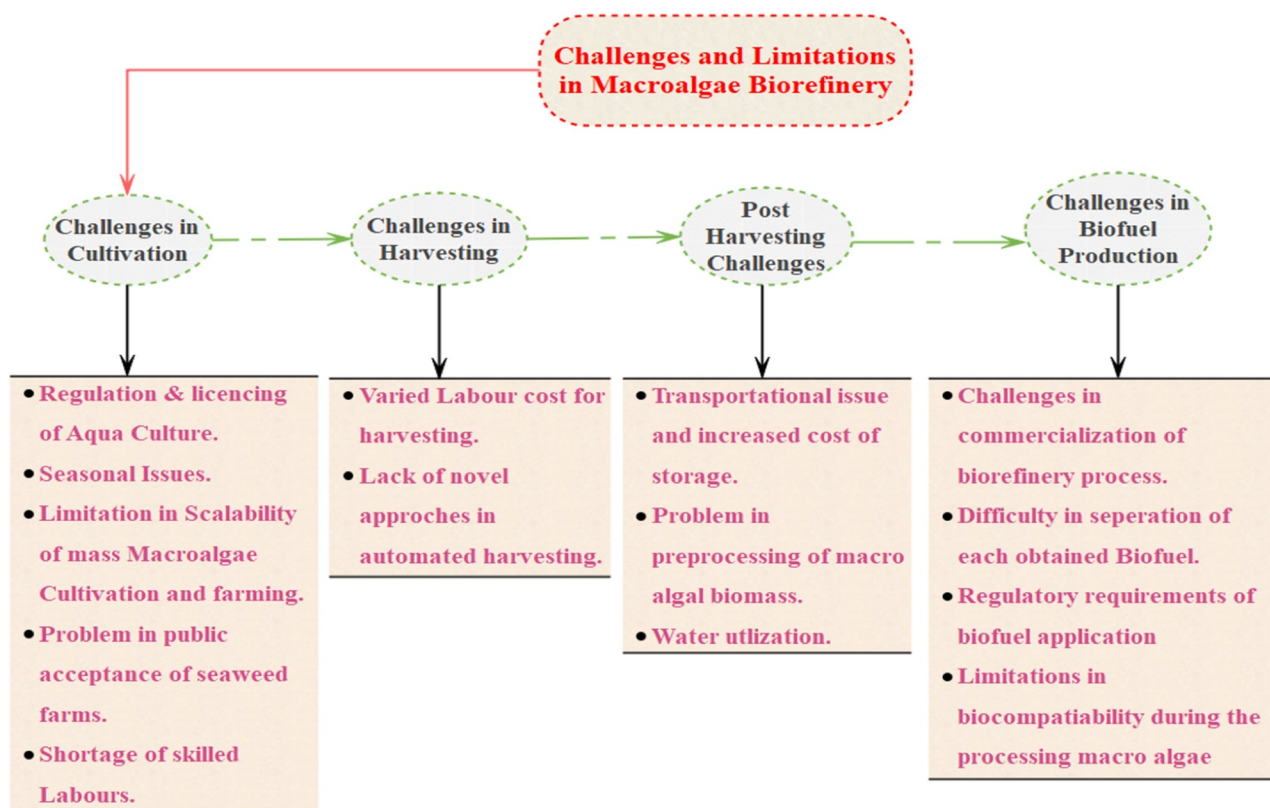 Challenges and Limitations
in Macroalgae Biorefinery
Challenges in
Cultivation
Challenges in
Harvesting
Post
Harvesting
Challenges
Challenges in
Biofuel
Production
• Regulation & licencing
of Aqua Culture.
• Seasonal Issues.
• Limitation in Scalability
of mass Macroalgae
Cultivation and farming.
• Problem in public
acceptance of seaweed
farms.
• Shortage of skilled
Labours.
• Varied Labour cost for
harvesting.
• Lack of novel
approches in
automated harvesting.
• Transportational issue
and increased cost of
storage.
• Problem in
preprocessing of macro
algal biomass.
• Water utlization.
• Challenges in
commercialization of
biorefinery process.
• Difficulty in seperation of
each obtained Biofuel.
• Regulatory requirements of
biofuel application
• Limitations in
biocompatiability during the
processing macro algae